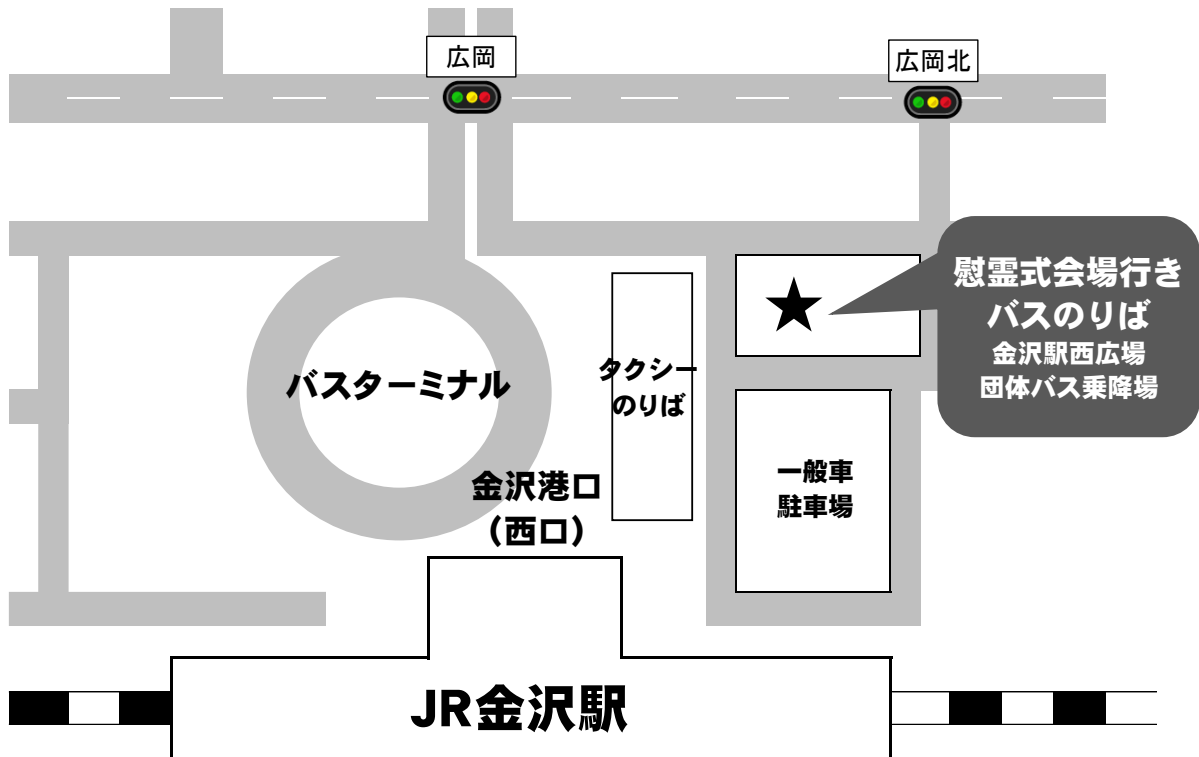 広岡
広岡北
慰霊式会場行き
バスのりば
金沢駅西広場
団体バス乗降場
バスターミナル
タクシー
のりば
一般車
駐車場
金沢港口
（西口）
JR金沢駅